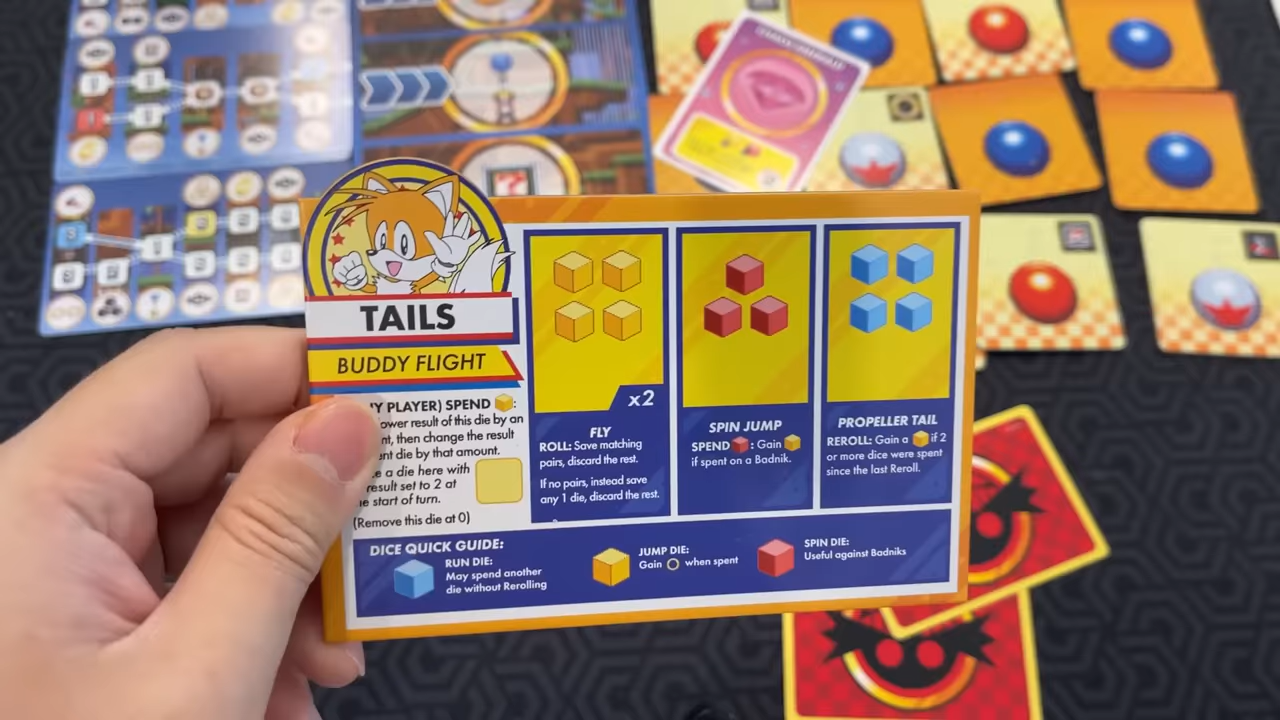 TAILS
BUDDY FLIGHT
Y PLAYER) SPEND :
ower result of this die by an
nt, then change the result
ent die by that amount.
e a die here with
result set to 2 at
e start of turn.
(Remove this die at 0)
x2
FLY
ROLL: Save matching
pairs, discard the rest.
If no pairs, instead save
any 1 die, discard the rest.
SPIN JUMP
SPEND : Gain
if spent on a Badnik.
PROPELLER TAIL
REROLL: Gain a if 2
or more dice were spent
since the last Reroll.
DICE QUICK GUIDE:
RUN DIE:
May spend another
die without Rerolling
JUMP DIE:
Gain when spent
SPIN DIE:
Useful against Badniks